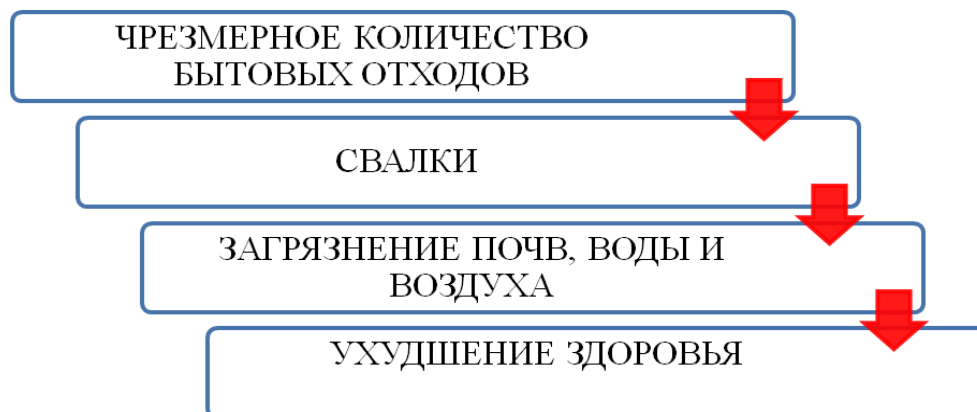 ЧРЕЗМЕРНОЕ КОЛИЧЕСТВО
БЫТОВЫХ ОТХОДОВ
СВАЛКИ
ЗАГРЯЗНЕНИЕ ПОЧВ, ВОДЫ И
ВОЗДУХА
УХУДШЕНИЕ ЗДОРОВЬЯ